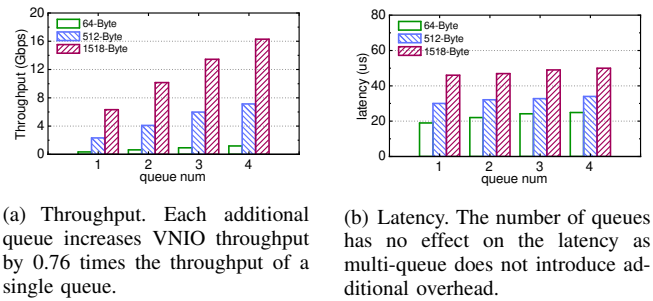 20
16
12
8
4
0
Throughput (Gbps)
64-Byte
512-Byte
1518-Byte
1 2 3 4
queue num
80
60
40
20
0
latency (us)
64-Byte
512-Byte
1518-Byte
1 2 3 4
queue num
(a) Throughput. Each additional
queue increases VNIO throughput
by 0.76 times the throughput of a
single queue.
(b) Latency. The number of queues
has no effect on the latency as
multi-queue does not introduce ad-
ditional overhead.